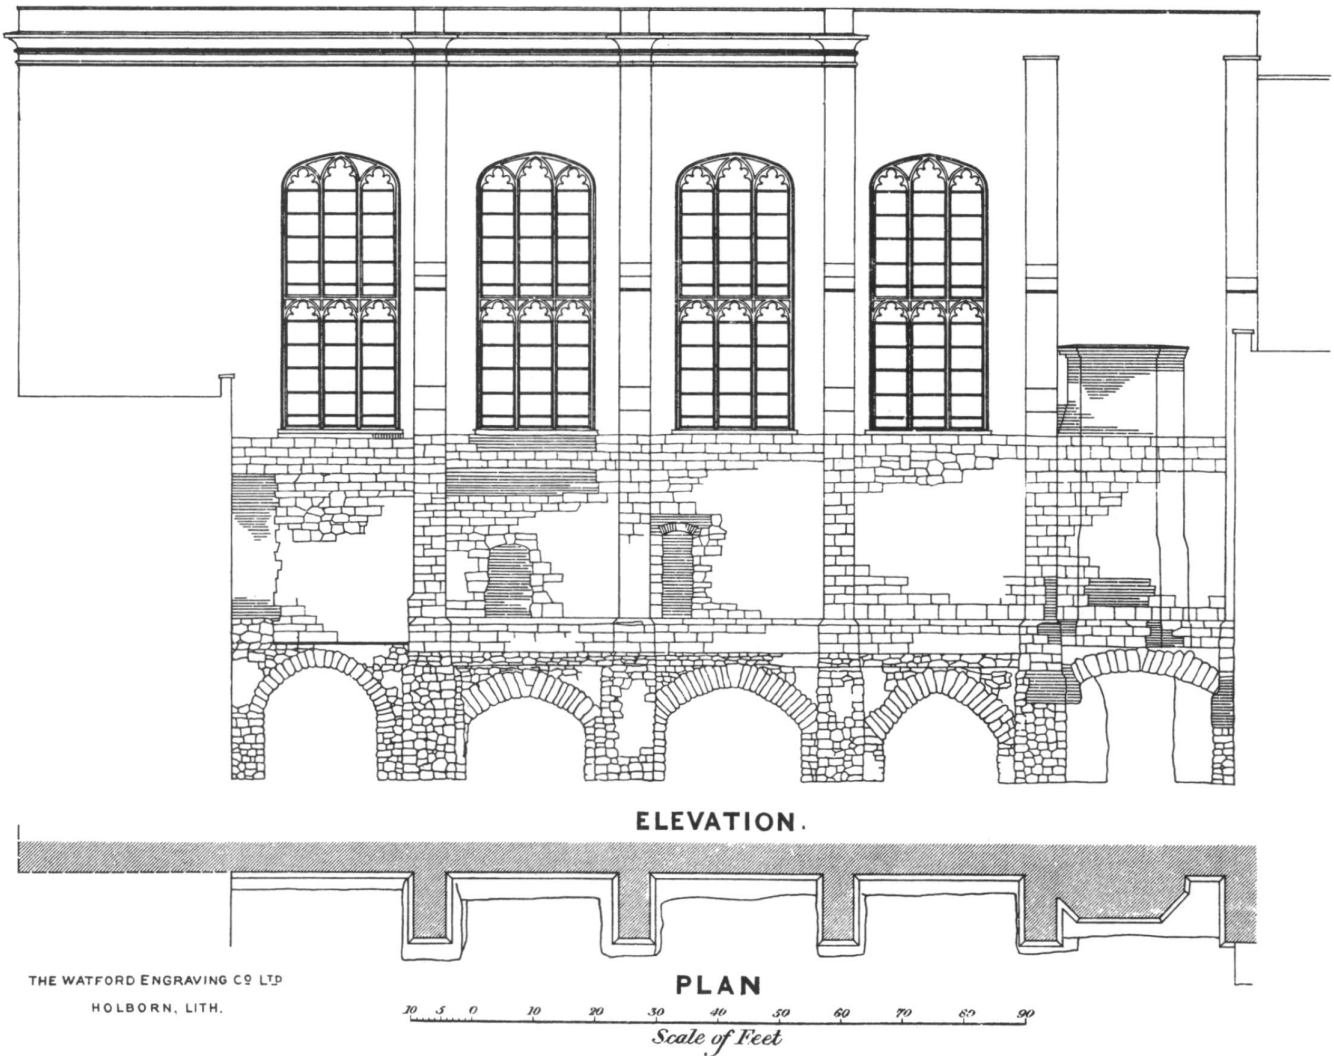 ELEVATION.
THE WATFORD ENGRAVING Cº LTD
HOLBORN, LITH.
PLAN
10 5 0 10 20 30 40 50 60 70 80 90
Scale of Feet